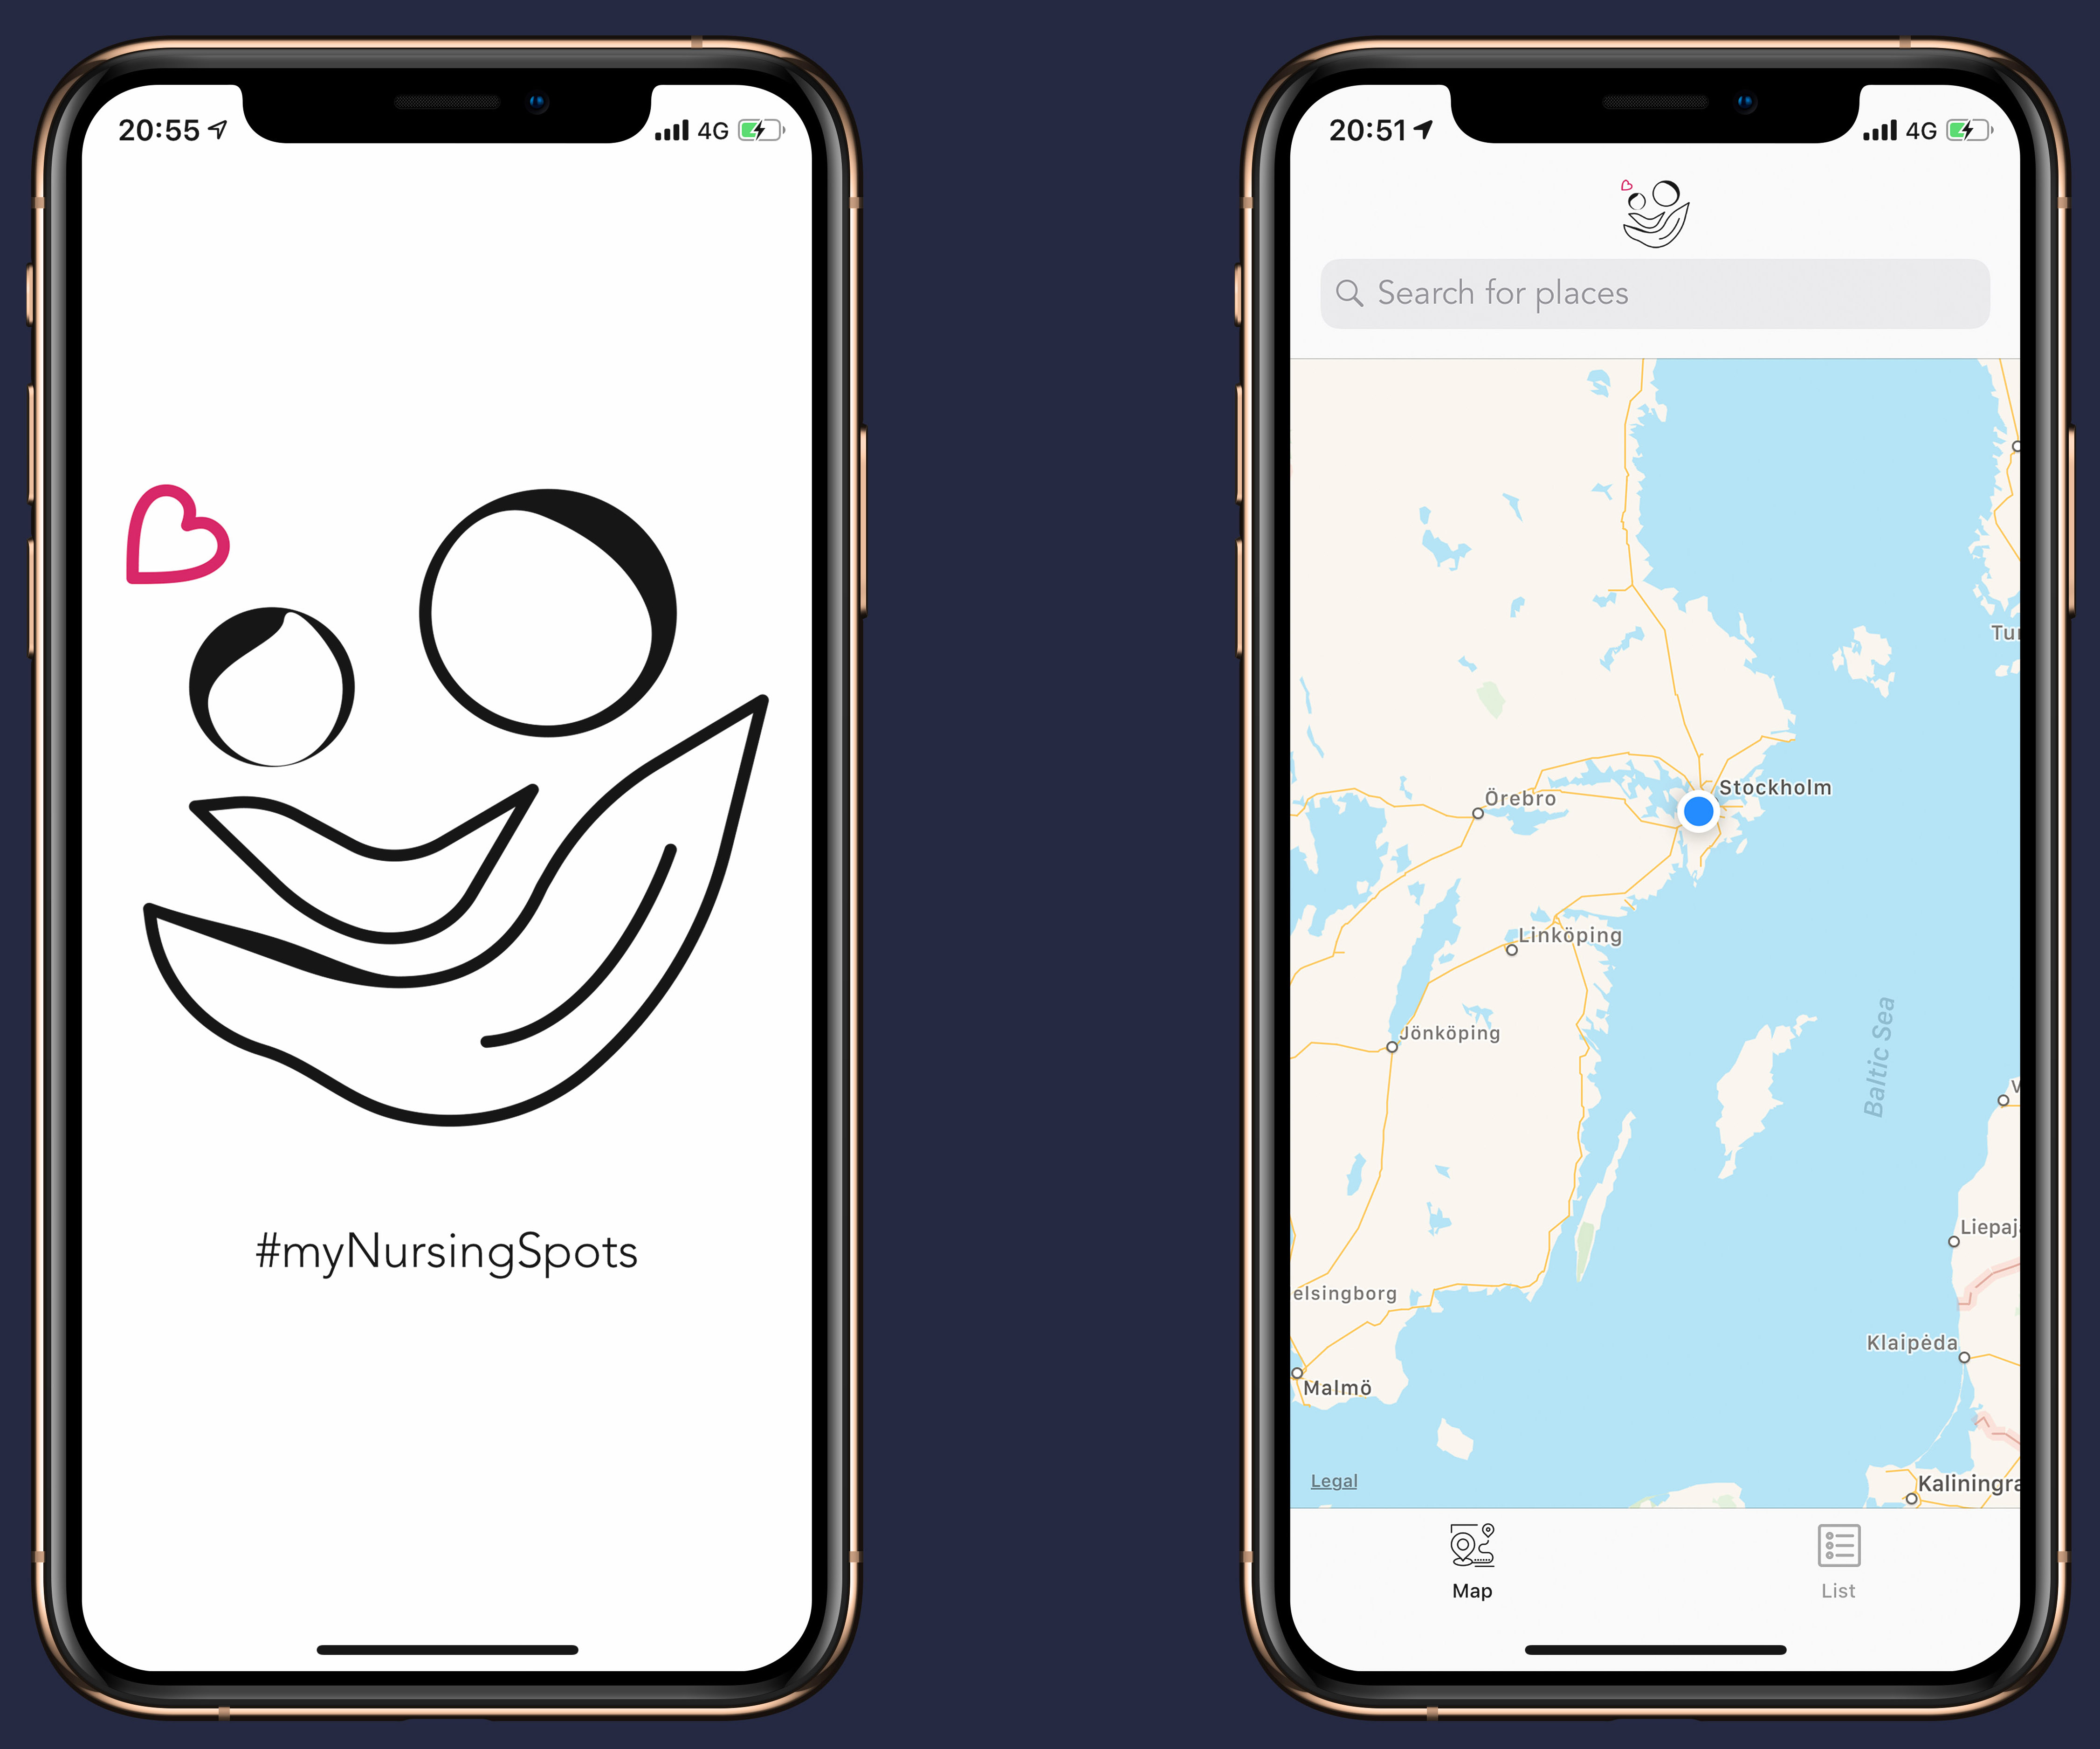 20:55
4G
#myNursingSpots
20:51
4G
Search for places
Stockholm
Örebro
Linköping
Jönköping
Baltic Sea
elsingborg
Malmö
Klaipėda
Legal
Map
List
Tur
V
Liepaj
Kaliningra